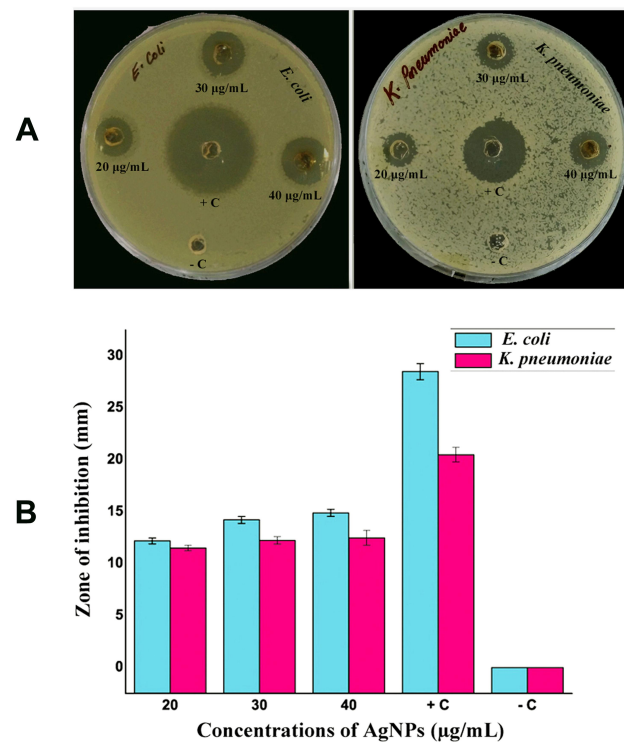 A
E. Coli
E. coli
30 µg/mL
20 µg/mL
40 µg/mL
+ C
- C
K. Pneumoniae
K. pneumoniae
30 µg/mL
20 µg/mL
40 µg/mL
+ C
- C
B
E. coli
K. pneumoniae
Zone of inhibition (mm)
30
25
20
15
10
5
0
20 30 40 + C - C
Concentrations of AgNPs (µg/mL)